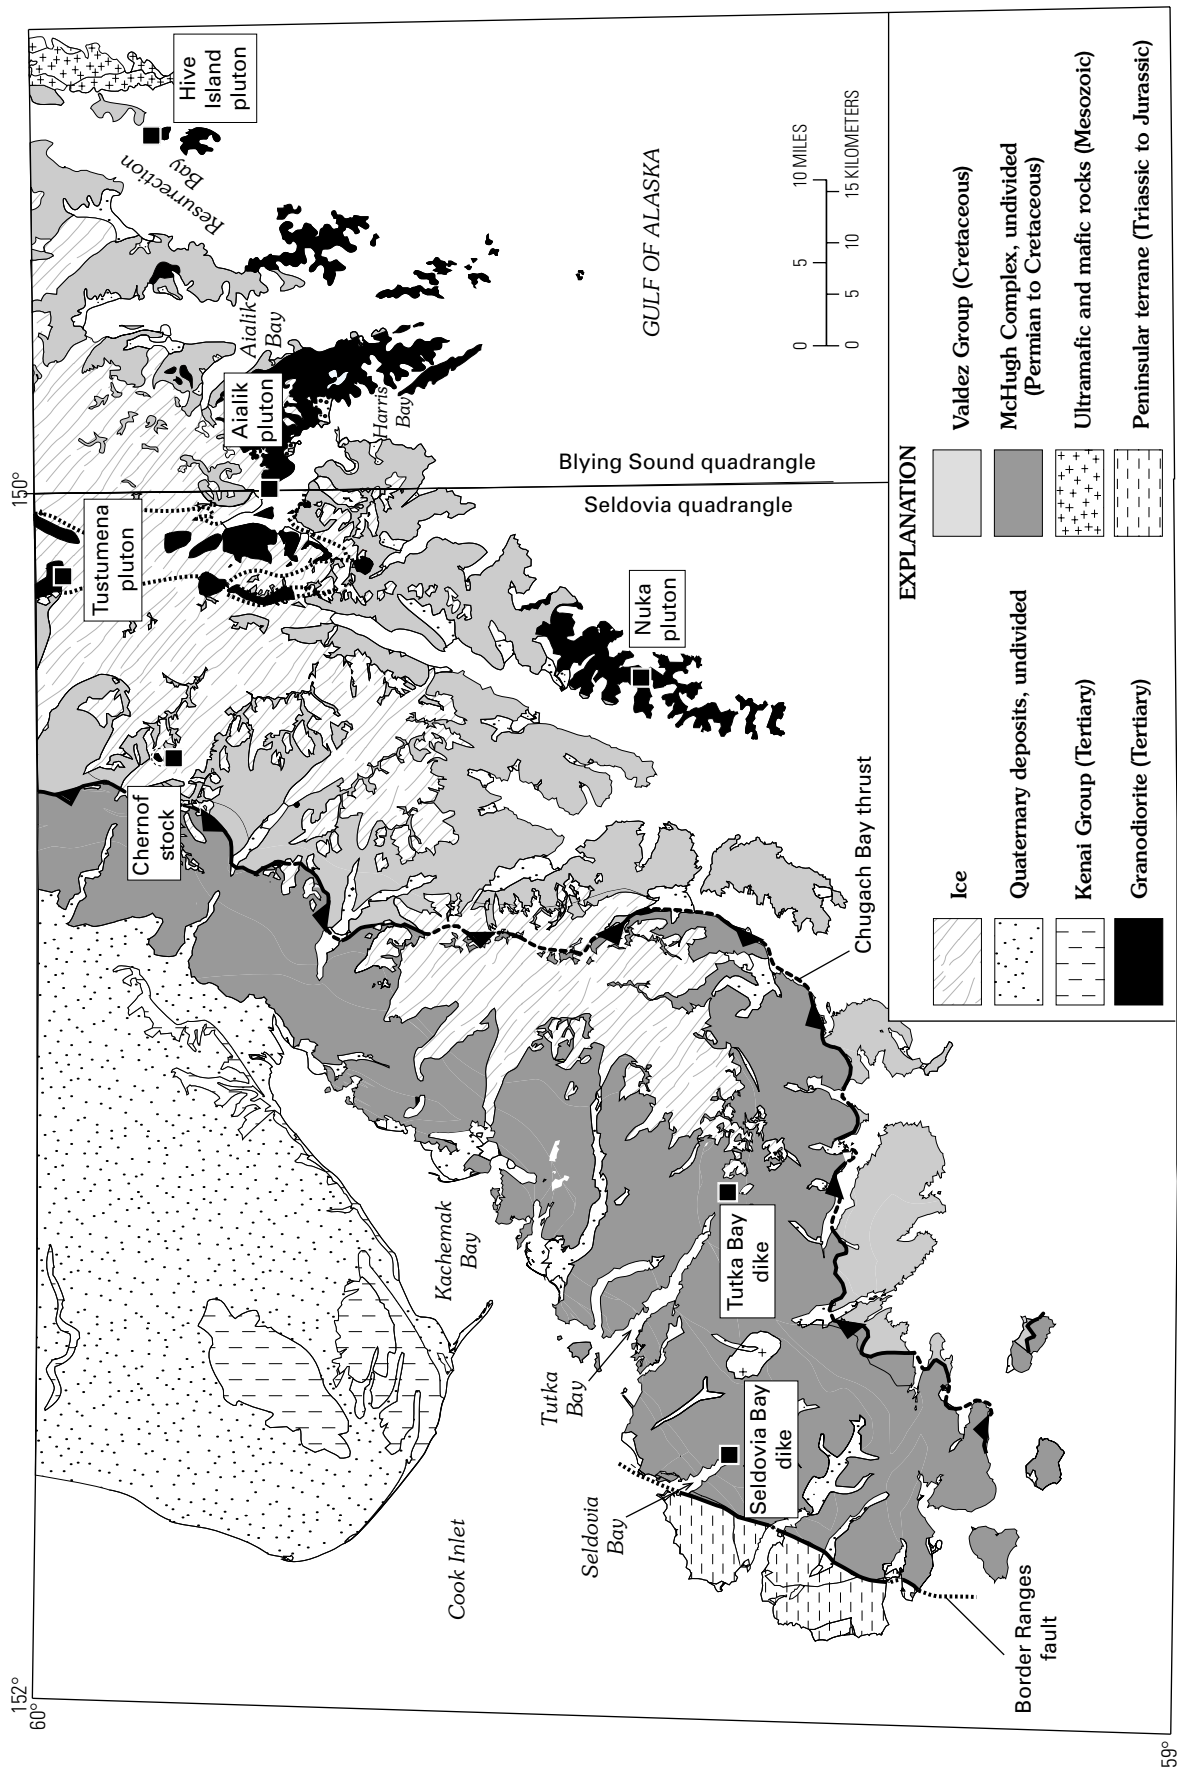 152°
60°
150°
59°
Hive
Island
pluton
Resurrection
Bay
Aialik
Bay
Aialik
pluton
Harris
Bay
GULF OF ALASKA
0
5
10 MILES
0
5
10
15 KILOMETERS
Tustumena
pluton
Blying Sound quadrangle
Seldovia quadrangle
Nuka
pluton
Chernof
stock
Chugach Bay thrust
Kachemak
Bay
Tutka Bay
dike
Tutka
Bay
Seldovia Bay
dike
Seldovia
Bay
Cook Inlet
Border Ranges
fault
EXPLANATION
Ice
Quaternary deposits, undivided
Kenai Group (Tertiary)
Granodiorite (Tertiary)
Valdez Group (Cretaceous)
McHugh Complex, undivided
(Permian to Cretaceous)
Ultramafic and mafic rocks (Mesozoic)
Peninsular terrane (Triassic to Jurassic)